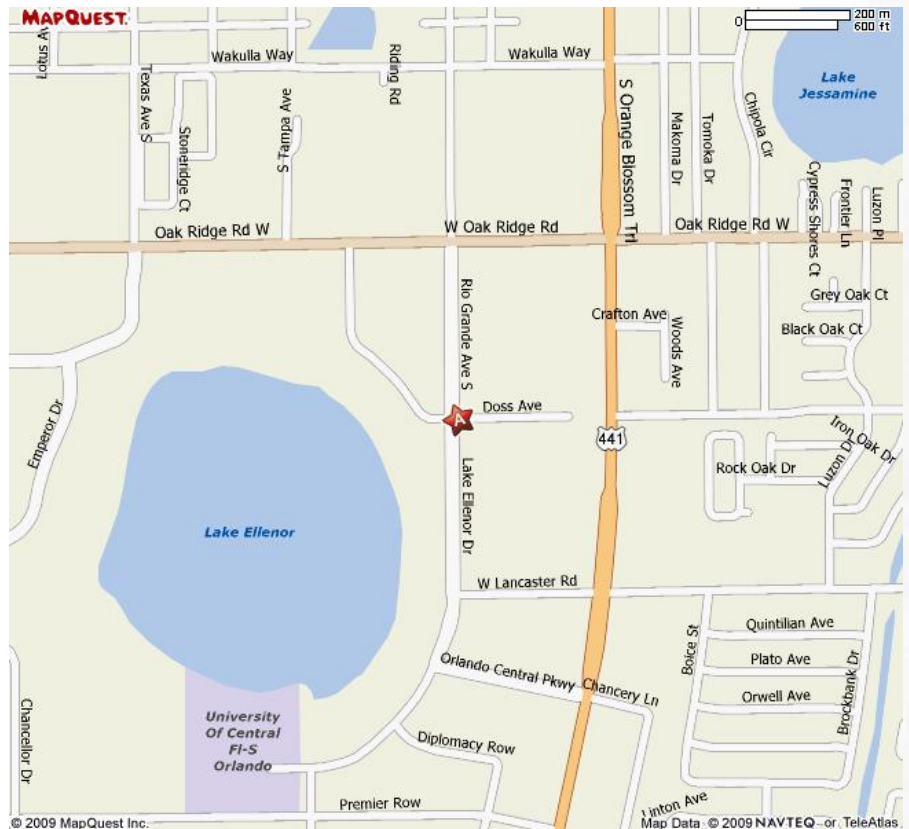 MAPQUEST.
0 200 m
600 ft
Lotus Av
Wakulla Way
Wakulla Way
Riding Rd
Texas Ave S
Stoneridge Ct
S Tampa Ave
S Orange Blossom Trl
Makoma Dr
Tomoka Dr
Chipola Cir
Lake
Jessamine
Cypress Shores Ct
Frontier Ln
Luzon Pl
Oak Ridge Rd W
W Oak Ridge Rd
Oak Ridge Rd W
Rio Grande Ave S
Grey Oak Ct
Crafton Ave
Woods Ave
Black Oak Ct
Emperor Dr
A
Doss Ave
441
Iron Oak Dr
Luzon Dr
Rock Oak Dr
Lake Ellenor Dr
Lake Ellenor
W Lancaster Rd
Quintilian Ave
Boice St
Plato Ave
Orwell Ave
Brockbank Dr
Orlando Central Pkwy
Chancery Ln
Chancellor Dr
University
Of Central
Fl-S
Orlando
Diplomacy Row
Premier Row
Linton Ave
© 2009 MapQuest Inc.
Map Data © 2009 NAVTEQ or TeleAtlas